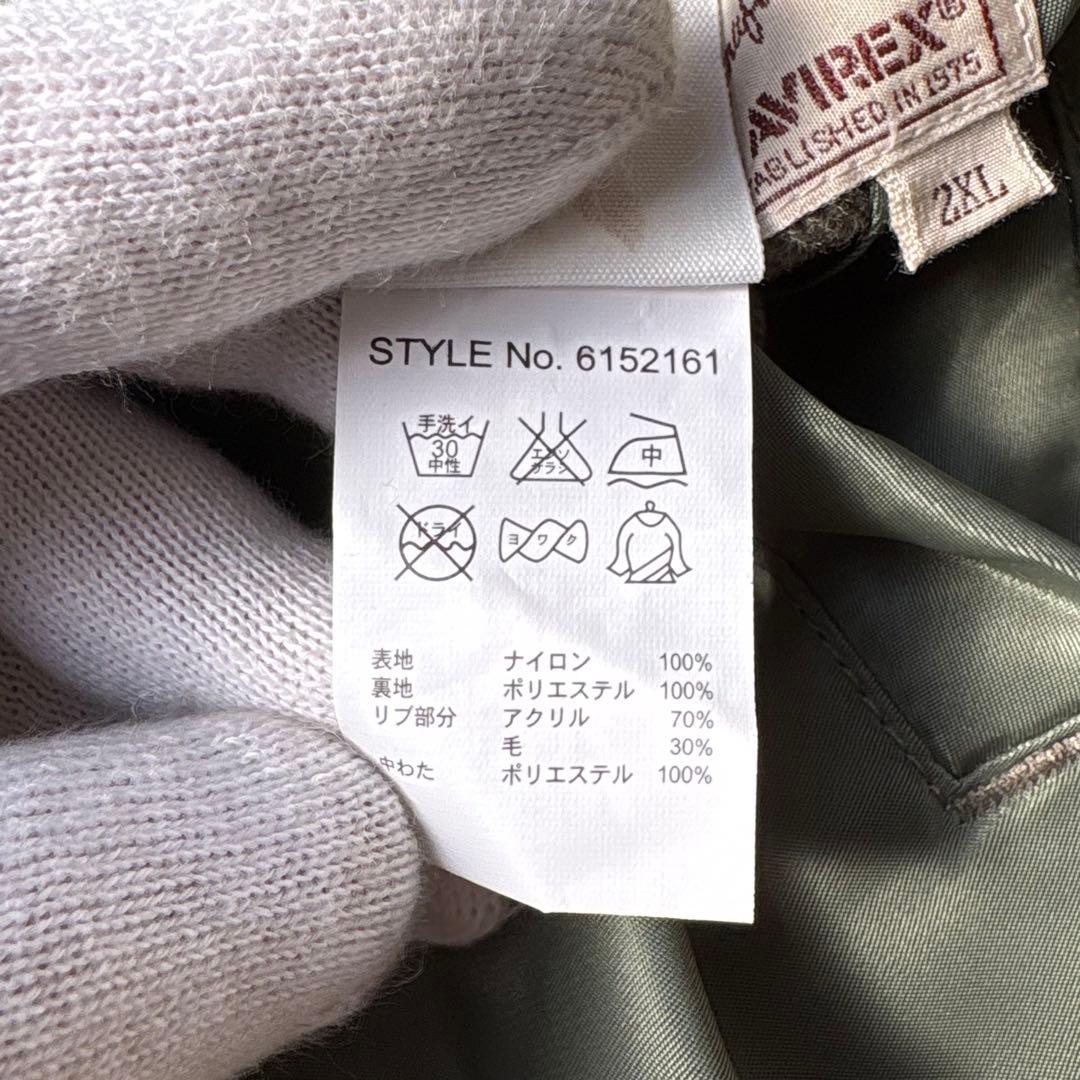 AVIREX®
ESTABLISHED IN 1975
2XL
STYLE No. 6152161
手洗イ
30
中性
エンソ
サラシ
中
ドライ
ヨワク
表地 ナイロン 100%
裏地 ポリエステル 100%
リブ部分 アクリル 70%
毛 30%
中わた ポリエステル 100%